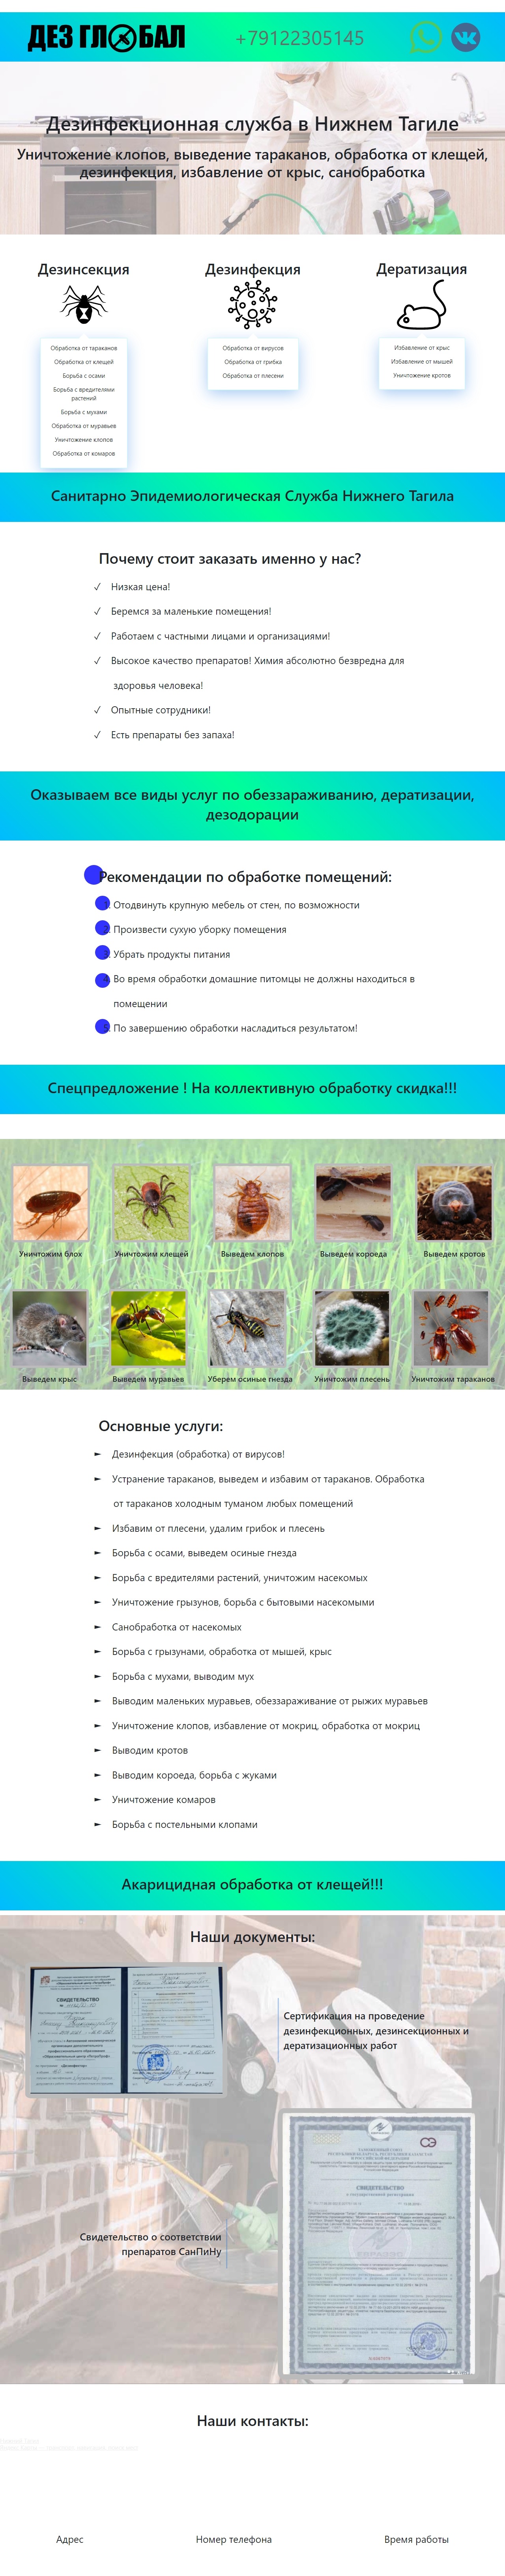 ДЕЗ ГЛОБАЛ
+79122305145
Дезинфекционная служба в Нижнем Тагиле
Уничтожение клопов, выведение тараканов, обработка от клещей,
дезинфекция, избавление от крыс, санобработка
Дезинсекция
Обработка от тараканов
Обработка от клещей
Борьба с осами
Борьба с вредителями
растений
Борьба с мухами
Обработка от муравьев
Уничтожение клопов
Обработка от комаров
Дезинфекция
Обработка от вирусов
Обработка от грибка
Обработка от плесени
Дератизация
Избавление от крыс
Избавление от мышей
Уничтожение кротов
Санитарно Эпидемиологическая Служба Нижнего Тагила
Почему стоит заказать именно у нас?
✓ Низкая цена!
✓ Беремся за маленькие помещения!
✓ Работаем с частными лицами и организациями!
✓ Высокое качество препаратов! Химия абсолютно безвредна для
здоровья человека!
✓ Опытные сотрудники!
✓ Есть препараты без запаха!
Оказываем все виды услуг по обеззараживанию, дератизации,
дезодорации
Рекомендации по обработке помещений:
1. Отодвинуть крупную мебель от стен, по возможности
2. Произвести сухую уборку помещения
3. Убрать продукты питания
4. Во время обработки домашние питомцы не должны находиться в
помещении
5. По завершению обработки насладиться результатом!
Спецпредложение ! На коллективную обработку скидка!!!
Уничтожим блох
Уничтожим клещей
Выведем клопов
Выведем короеда
Выведем кротов
Выведем крыс
Выведем муравьев
Уберем осиные гнезда
Уничтожим плесень
Уничтожим тараканов
Основные услуги:
► Дезинфекция (обработка) от вирусов!
► Устранение тараканов, выведем и избавим от тараканов. Обработка
от тараканов холодным туманом любых помещений
► Избавим от плесени, удалим грибок и плесень
► Борьба с осами, выведем осиные гнезда
► Борьба с вредителями растений, уничтожим насекомых
► Уничтожение грызунов, борьба с бытовыми насекомыми
► Санобработка от насекомых
► Борьба с грызунами, обработка от мышей, крыс
► Борьба с мухами, выводим мух
► Выводим маленьких муравьев, обеззараживание от рыжих муравьев
► Уничтожение клопов, избавление от мокриц, обработка от мокриц
► Выводим кротов
► Выводим короеда, борьба с жуками
► Уничтожение комаров
► Борьба с постельными клопами
Акарицидная обработка от клещей!!!
Наши документы:
СВИДЕТЕЛЬСТВО
Сертификация на проведение
дезинфекционных, дезинсекционных и
дератизационных работ
СВИДЕТЕЛЬСТВО
Свидетельство о соответствии
препаратов СанПиНу
Наши контакты:
Адрес
Номер телефона
Время работы